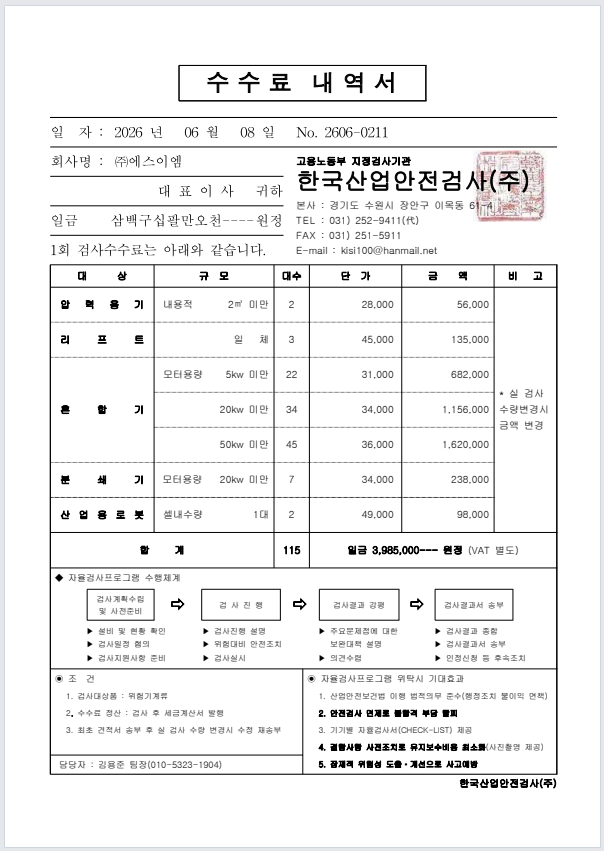 수수료 내역서
일 자 : 2026 년 06 월 08 일 No. 2606-0211
회사명 : ㈜에스이엠
대 표 이 사 귀하
일금 삼백구십팔만오천----원정
1회 검사수수료는 아래와 같습니다.
고용노동부 지정검사기관
한국산업안전검사(주)
본사 : 경기도 수원시 장안구 이목동 61-4
TEL : 031) 252-9411(代)
FAX : 031) 251-5911
E-mail : kisi100@hanmail.net
대 상 규 모 대수 단 가 금 액 비 고
압 력 용 기 내용적 2㎥ 미만 2 28,000 56,000
리 프 트 일 체 3 45,000 135,000
혼 합 기 모터용량 5kw 미만 22 31,000 682,000
20kw 미만 34 34,000 1,156,000
50kw 미만 45 36,000 1,620,000
분 쇄 기 모터용량 20kw 미만 7 34,000 238,000
산 업 용 로 봇 셀내수량 1대 2 49,000 98,000
* 실 검사
수량변경시
금액 변경
합 계 115 일금 3,985,000--- 원정 (VAT 별도)
◆ 자율검사프로그램 수행체계
검사계획수립
및 사전준비
⇨ 검 사 진 행 ⇨ 검사결과 강평 ⇨ 검사결과서 송부
▶ 설비 및 현황 확인
▶ 검사일정 협의
▶ 검사지원사항 준비
▶ 검사진행 설명
▶ 위험대비 안전조치
▶ 검사실시
▶ 주요문제점에 대한
보완대책 설명
▶ 의견수렴
▶ 검사결과 종합
▶ 검사결과서 송부
▶ 인정신청 등 후속조치
◉ 조 건
1. 검사대상품 : 위험기계류
2. 수수료 정산 : 검사 후 세금계산서 발행
3. 최초 견적서 송부 후 실 검사 수량 변경시 수정 재송부
담당자 : 김용준 팀장(010-5323-1904)
◉ 자율검사프로그램 위탁시 기대효과
1. 산업안전보건법 이행 법적의무 준수(행정조치 불이익 면책)
2. 안전검사 면제로 불합격 부담 탈피
3. 기기별 자율검사서(CHECK-LIST) 제공
4. 결함사항 사전조치로 유지보수비용 최소화(사진촬영 제공)
5. 잠재적 위험성 도출·개선으로 사고예방
한국산업안전검사(주)